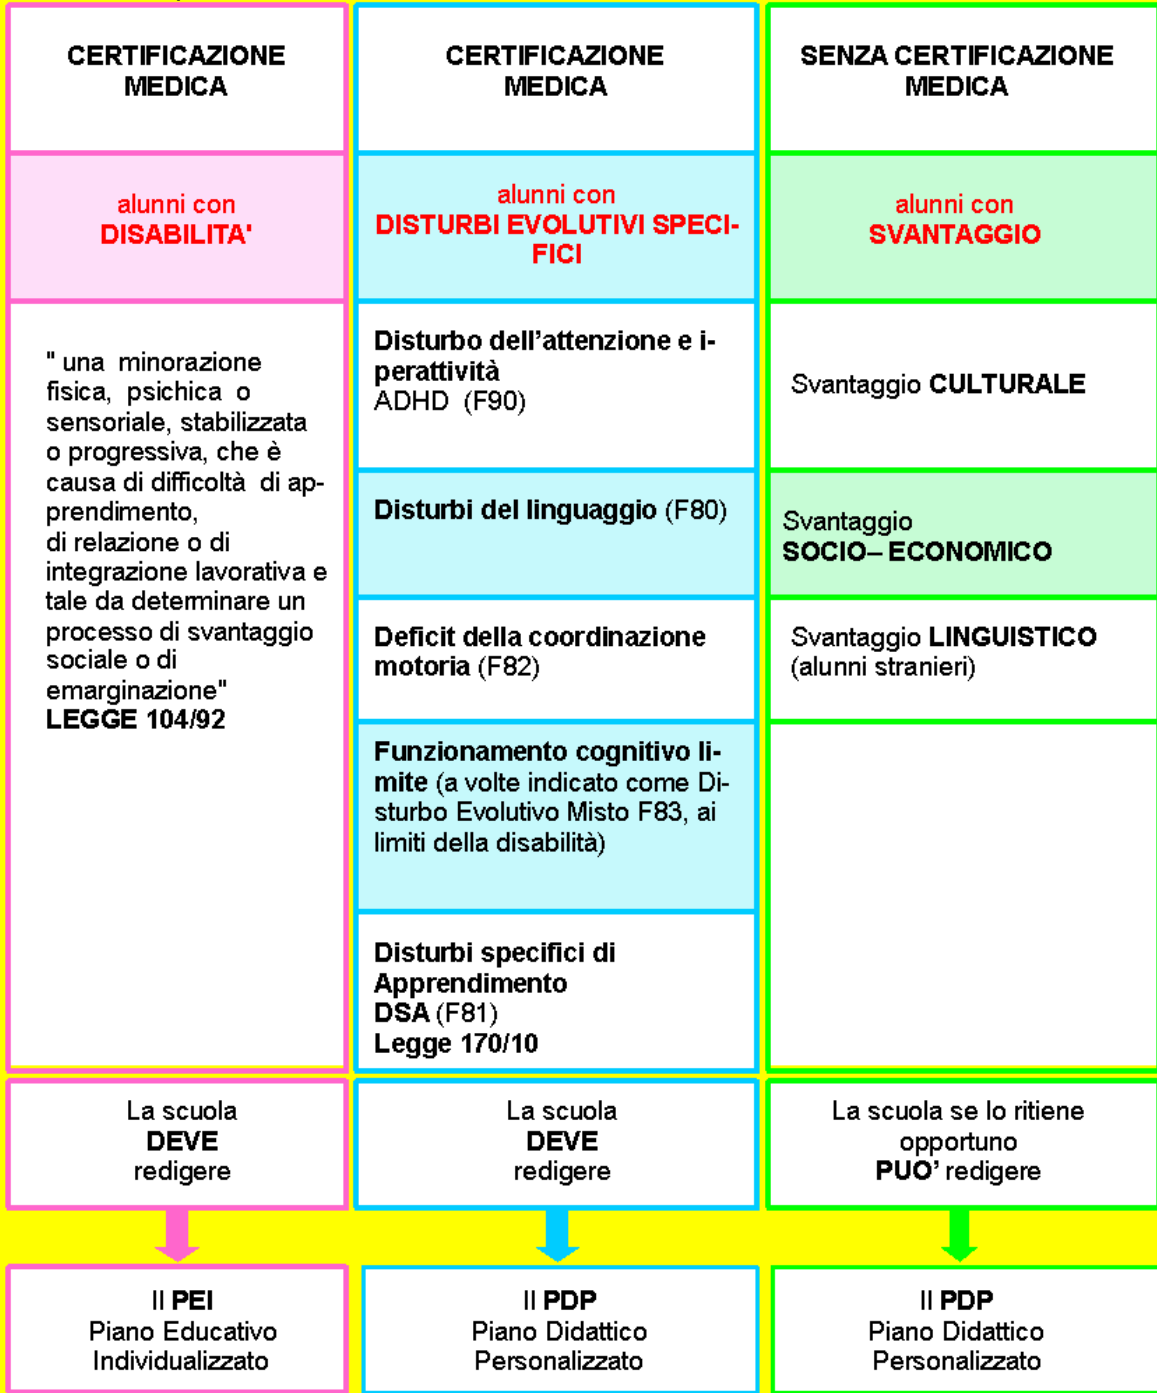 CERTIFICAZIONE
MEDICA
alunni con
DISABILITA'
" una minorazione
fisica, psichica o
sensoriale, stabilizzata
o progressiva, che è
causa di difficoltà di ap-
prendimento,
di relazione o di
integrazione lavorativa e
tale da determinare un
processo di svantaggio
sociale o di
emarginazione"
LEGGE 104/92
La scuola
DEVE
redigere
Il PEI
Piano Educativo
Individualizzato
CERTIFICAZIONE
MEDICA
alunni con
DISTURBI EVOLUTIVI SPECI-
FICI
Disturbo dell’attenzione e i-
perattività
ADHD (F90)
Disturbi del linguaggio (F80)
Deficit della coordinazione
motoria (F82)
Funzionamento cognitivo li-
mite (a volte indicato come Di-
sturbo Evolutivo Misto F83, ai
limiti della disabilità)
Disturbi specifici di
Apprendimento
DSA (F81)
Legge 170/10
La scuola
DEVE
redigere
Il PDP
Piano Didattico
Personalizzato
SENZA CERTIFICAZIONE
MEDICA
alunni con
SVANTAGGIO
Svantaggio CULTURALE
Svantaggio
SOCIO– ECONOMICO
Svantaggio LINGUISTICO
(alunni stranieri)
La scuola se lo ritiene
opportuno
PUO’ redigere
Il PDP
Piano Didattico
Personalizzato